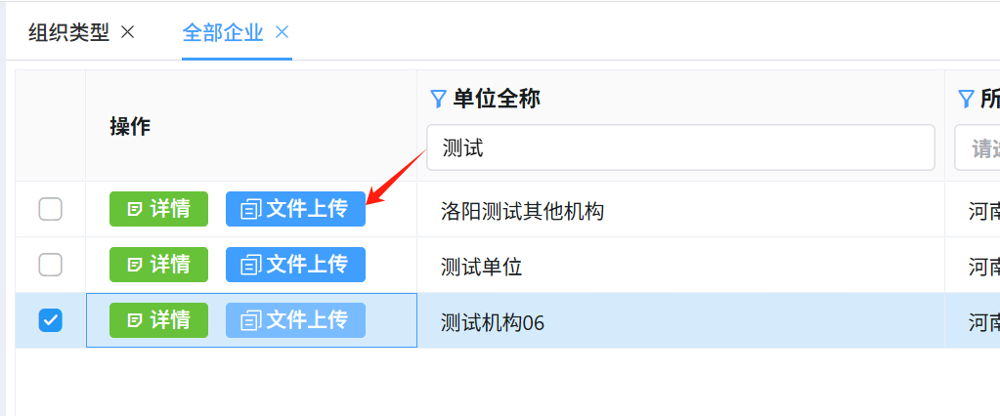 组织类型 全部企业
操作 单位全称 所
测试 请选
详情 文件上传 洛阳测试其他机构 河南
详情 文件上传 测试单位 河南
详情 文件上传 测试机构06 河南